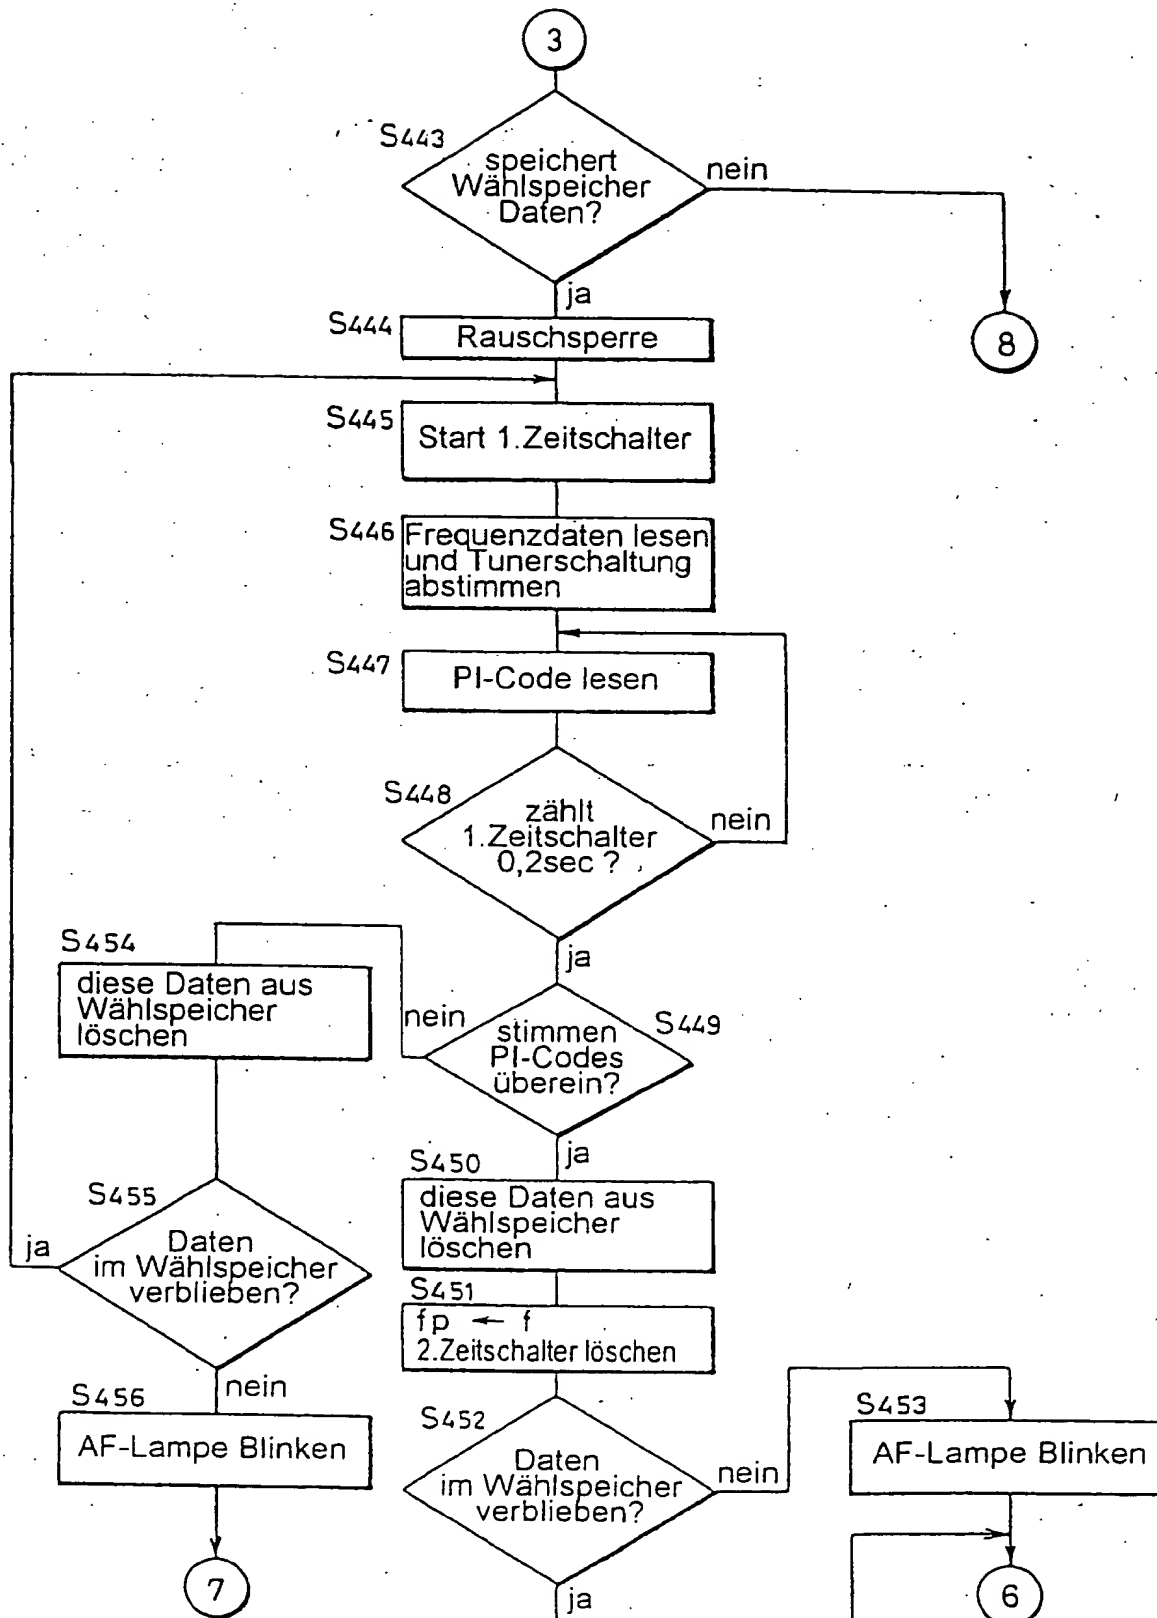 3
S443
speichert
Wählspeicher
Daten?
nein
ja
8
S444
Rauschsperre
S445
Start 1.Zeitschalter
S446
Frequenzdaten lesen
und Tunerschaltung
abstimmen
S447
PI-Code lesen
S448
zählt
1.Zeitschalter
0,2sec ?
nein
ja
S454
diese Daten aus
Wählspeicher
löschen
nein
stimmen
PI-Codes
überein?
S449
ja
S450
diese Daten aus
Wählspeicher
löschen
S455
Daten
im Wählspeicher
verblieben?
ja
nein
S451
fp ← f
2.Zeitschalter löschen
S456
AF-Lampe Blinken
7
S452
Daten
im Wählspeicher
verblieben?
nein
ja
S453
AF-Lampe Blinken
6